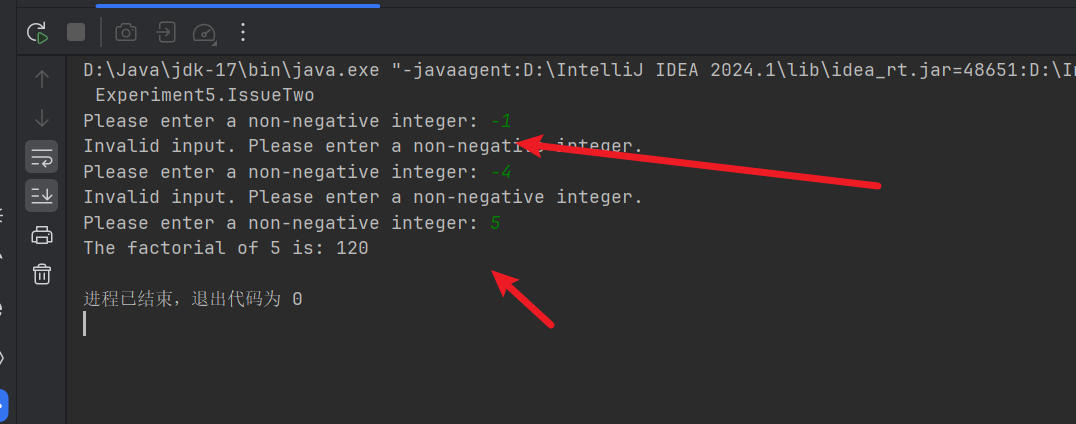 D:\Java\jdk-17\bin\java.exe "-javaagent:D:\IntelliJ IDEA 2024.1\lib\idea_rt.jar=48651:D:\
Experiment5.IssueTwo
Please enter a non-negative integer: -1
Invalid input. Please enter a non-negative integer.
Please enter a non-negative integer: -4
Invalid input. Please enter a non-negative integer.
Please enter a non-negative integer: 5
The factorial of 5 is: 120
进程已结束，退出代码为 0